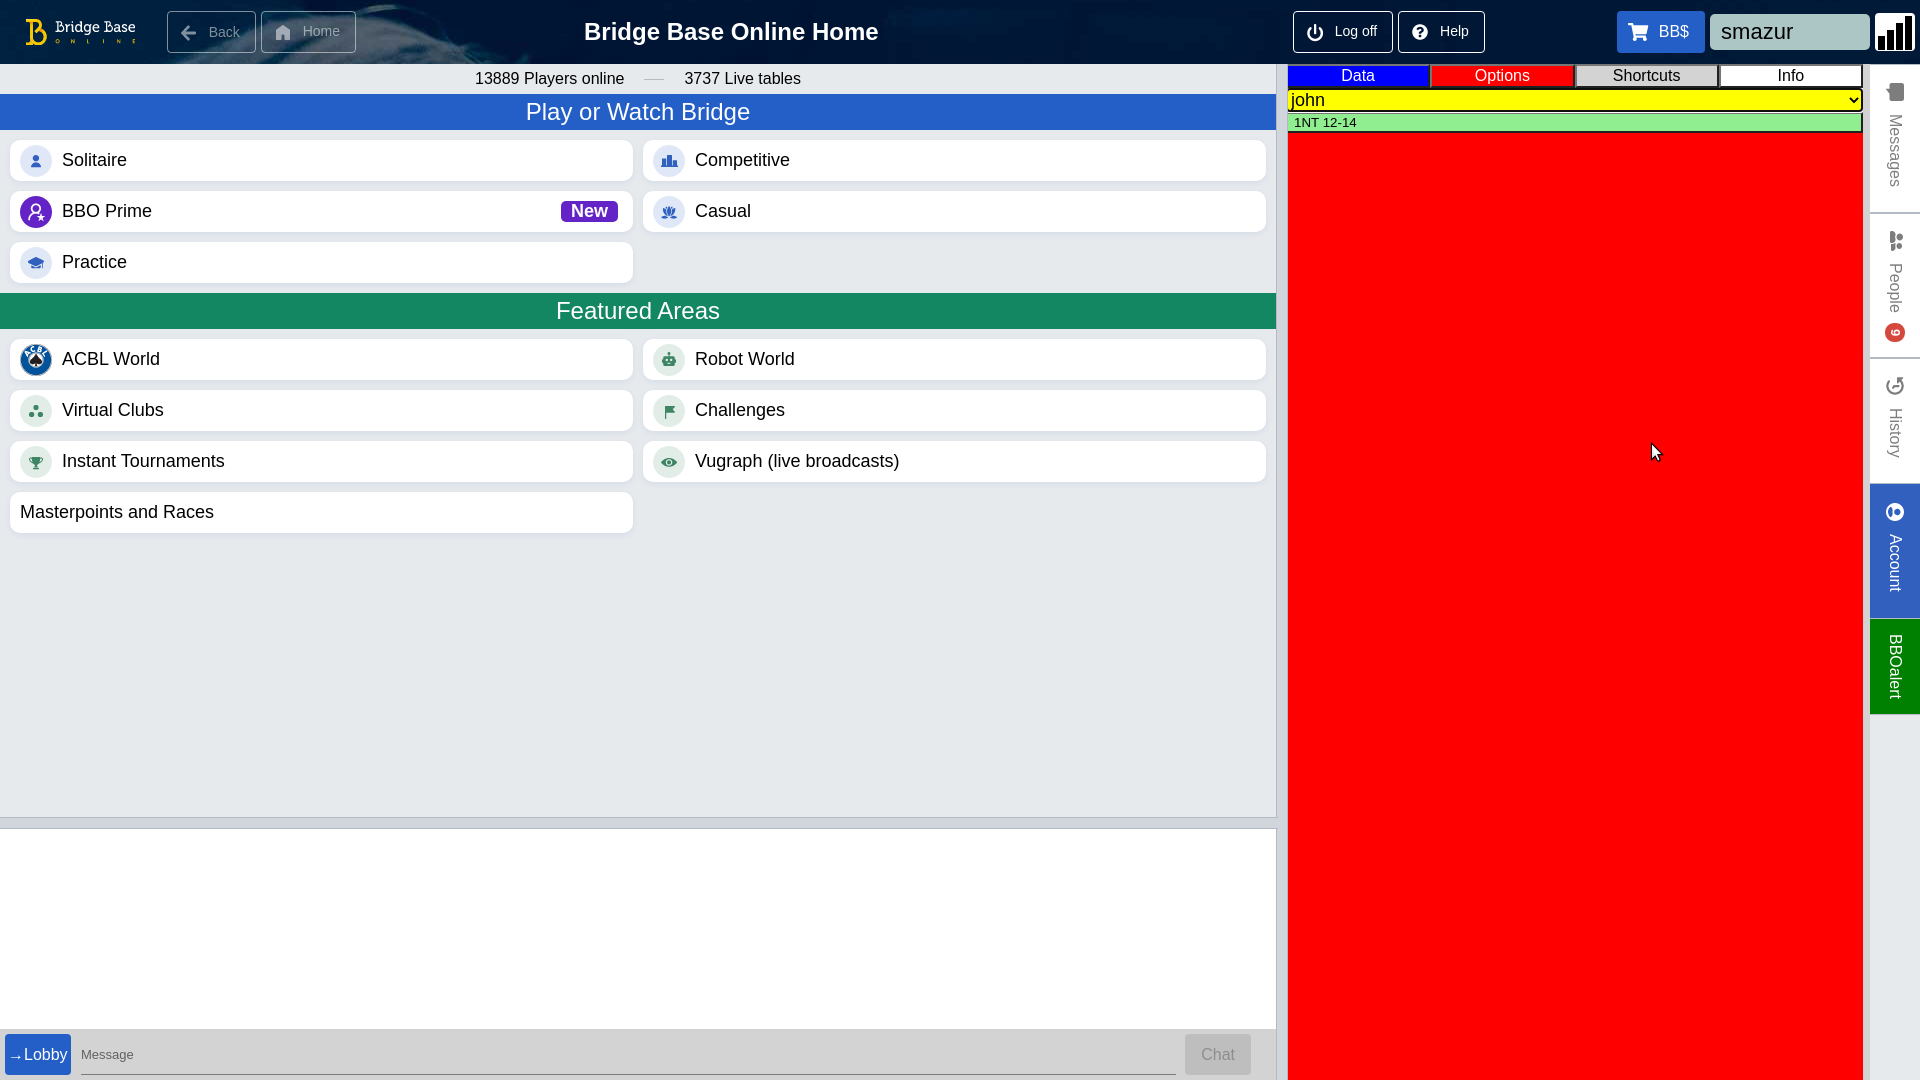 Bridge Base
ONLINE
Back
Home
Bridge Base Online Home
Log off
Help
BB$
smazur
13889 Players online
3737 Live tables
Data
Options
Shortcuts
Info
john
1NT 12-14
Play or Watch Bridge
Solitaire
Competitive
BBO Prime
New
Casual
Practice
Featured Areas
ACBL
ACBL World
Robot World
Virtual Clubs
Challenges
Instant Tournaments
Vugraph (live broadcasts)
Masterpoints and Races
Messages
People
9
History
Account
BBOalert
→Lobby
Message
Chat